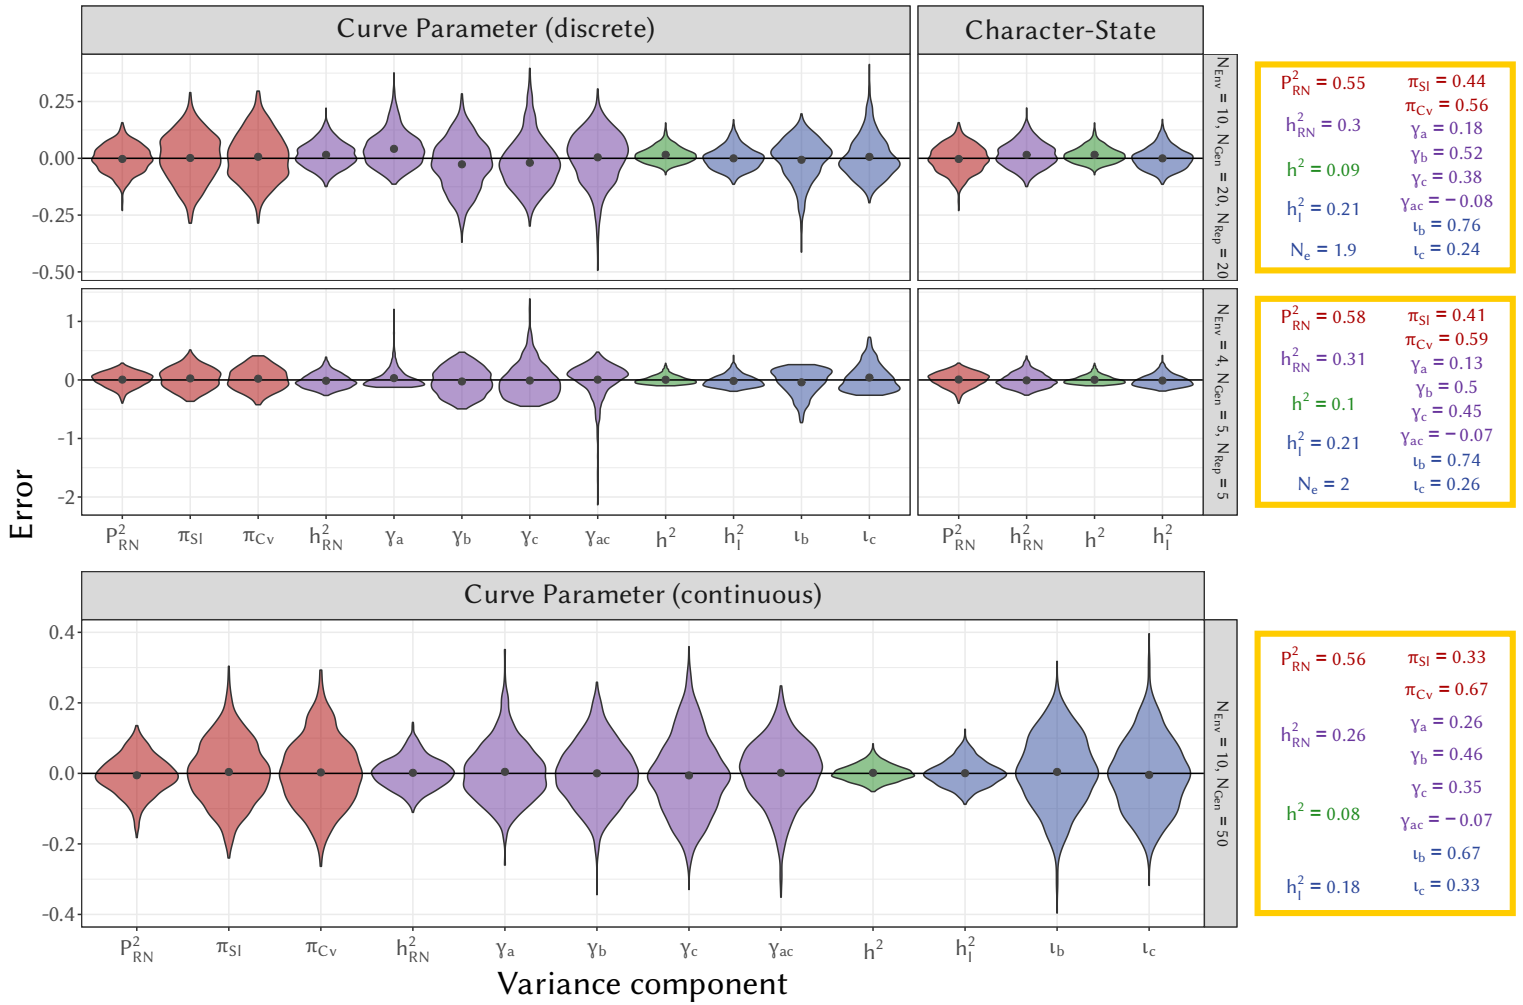 Curve Parameter (discrete)
Character-State
0.25
0.00
-0.25
-0.50
N_Env = 10, N_Gen = 20, N_Rep = 20
P²_RN = 0.55
π_Sl = 0.44
π_Cv = 0.56
h²_RN = 0.3
γ_a = 0.18
γ_b = 0.52
h² = 0.09
γ_c = 0.38
γ_ac = −0.08
h²_I = 0.21
ι_b = 0.76
N_e = 1.9
ι_c = 0.24
1
0
-1
-2
N_Env = 4, N_Gen = 5, N_Rep = 5
P²_RN = 0.58
π_Sl = 0.41
π_Cv = 0.59
h²_RN = 0.31
γ_a = 0.13
γ_b = 0.5
h² = 0.1
γ_c = 0.45
γ_ac = −0.07
h²_I = 0.21
ι_b = 0.74
N_e = 2
ι_c = 0.26
Error
P²_RN π_Sl π_Cv h²_RN γ_a γ_b γ_c γ_ac h² h²_I ι_b ι_c
P²_RN h²_RN h² h²_I
Curve Parameter (continuous)
0.4
0.2
0.0
-0.2
-0.4
N_Env = 10, N_Gen = 50
P²_RN = 0.56
π_Sl = 0.33
π_Cv = 0.67
h²_RN = 0.26
γ_a = 0.26
γ_b = 0.46
γ_c = 0.35
h² = 0.08
γ_ac = −0.07
ι_b = 0.67
h²_I = 0.18
ι_c = 0.33
P²_RN π_Sl π_Cv h²_RN γ_a γ_b γ_c γ_ac h² h²_I ι_b ι_c
Variance component